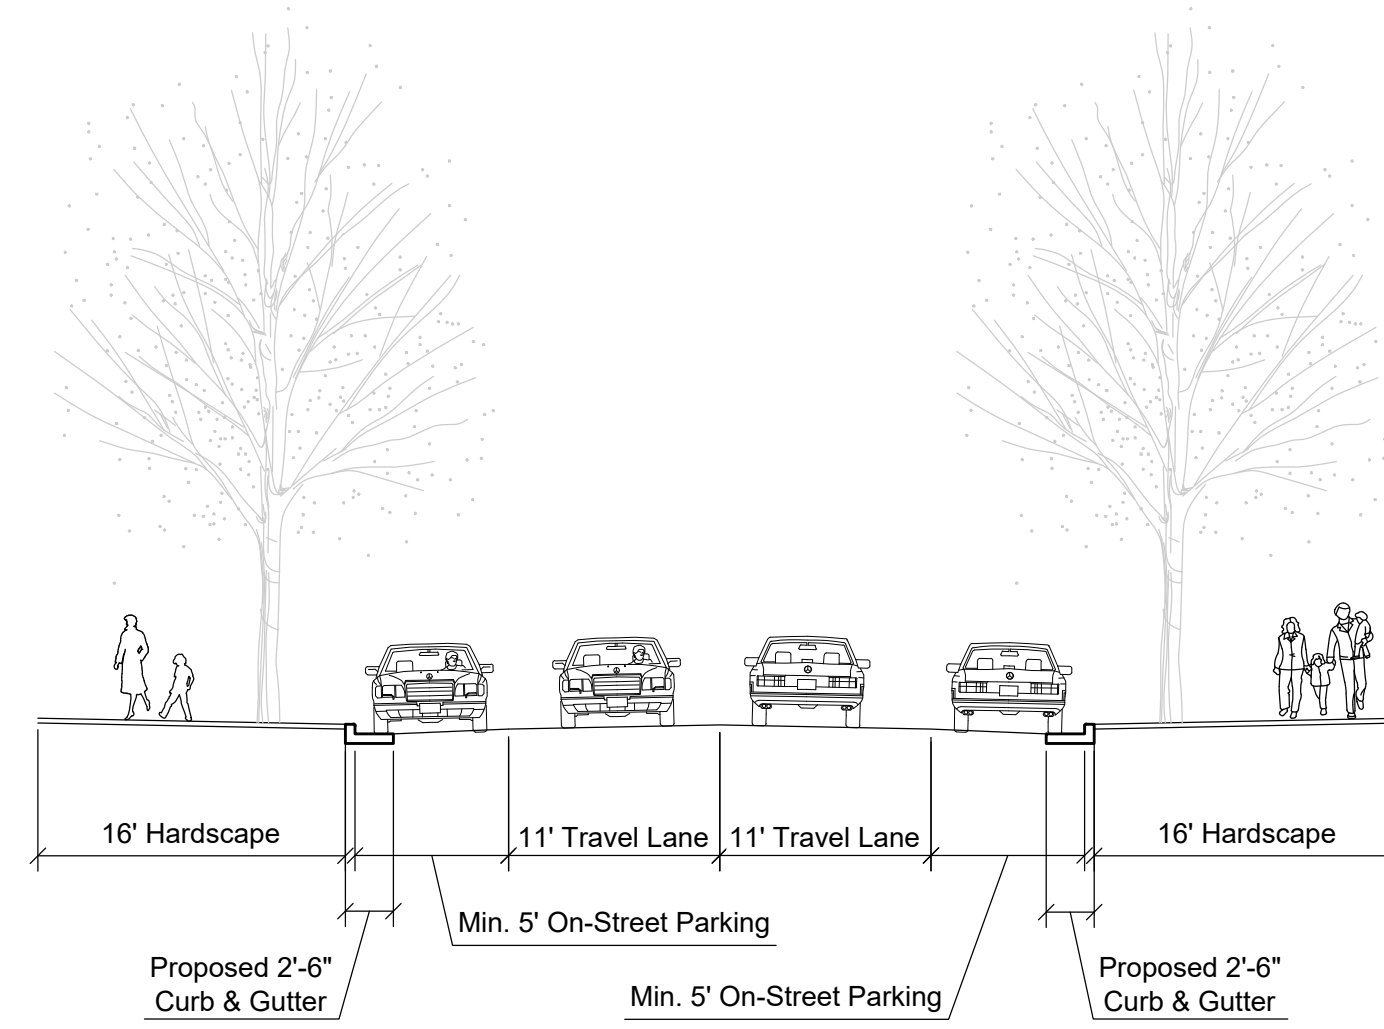 16' Hardscape
11' Travel Lane
11' Travel Lane
16' Hardscape
Min. 5' On-Street Parking
Proposed 2'-6"
Curb & Gutter
Min. 5' On-Street Parking
Proposed 2'-6"
Curb & Gutter